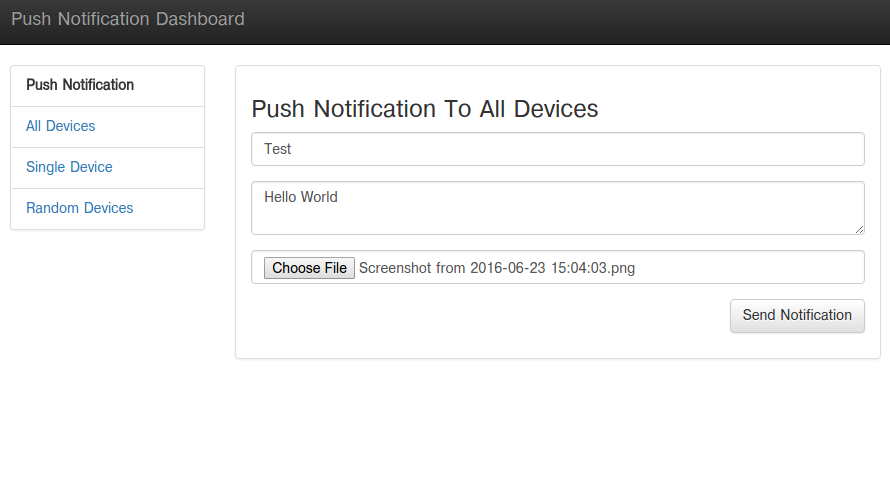 Push Notification Dashboard
Push Notification
All Devices
Single Device
Random Devices
Push Notification To All Devices
Test
Hello World
Choose File Screenshot from 2016-06-23 15:04:03.png
Send Notification